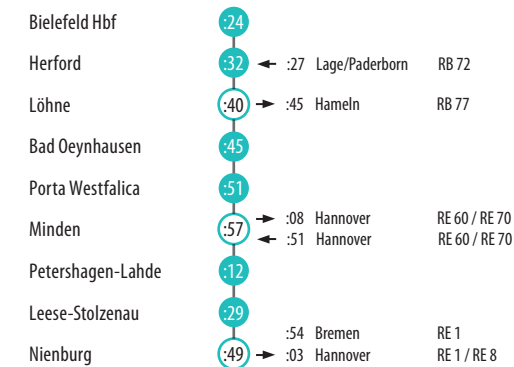 Bielefeld Hbf :24
Herford :32 :27 Lage/Paderborn RB 72
Löhne :40 :45 Hameln RB 77
Bad Oeynhausen :45
Porta Westfalica :51
:08 Hannover RE 60 / RE 70
Minden :57
:51 Hannover RE 60 / RE 70
Petershagen-Lahde :12
Leese-Stolzenau :29
:54 Bremen RE 1
Nienburg :49 :03 Hannover RE 1 / RE 8